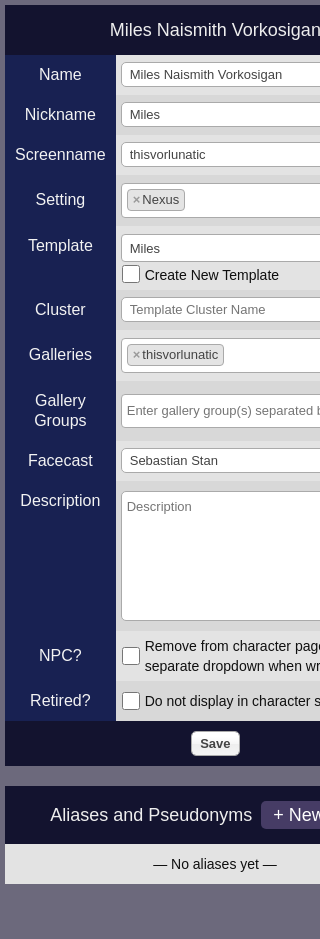 Miles Naismith Vorkosigan
Name
Miles Naismith Vorkosigan
Nickname
Miles
Screenname
thisvorlunatic
Setting
×Nexus
Template
Miles
Create New Template
Cluster
Template Cluster Name
Galleries
×thisvorlunatic
Gallery
Groups
Enter gallery group(s) separated
Facecast
Sebastian Stan
Description
Description
NPC?
Remove from character
separate dropdown when
Retired?
Do not display in character
Save
Aliases and Pseudonyms
+ New
— No aliases yet —